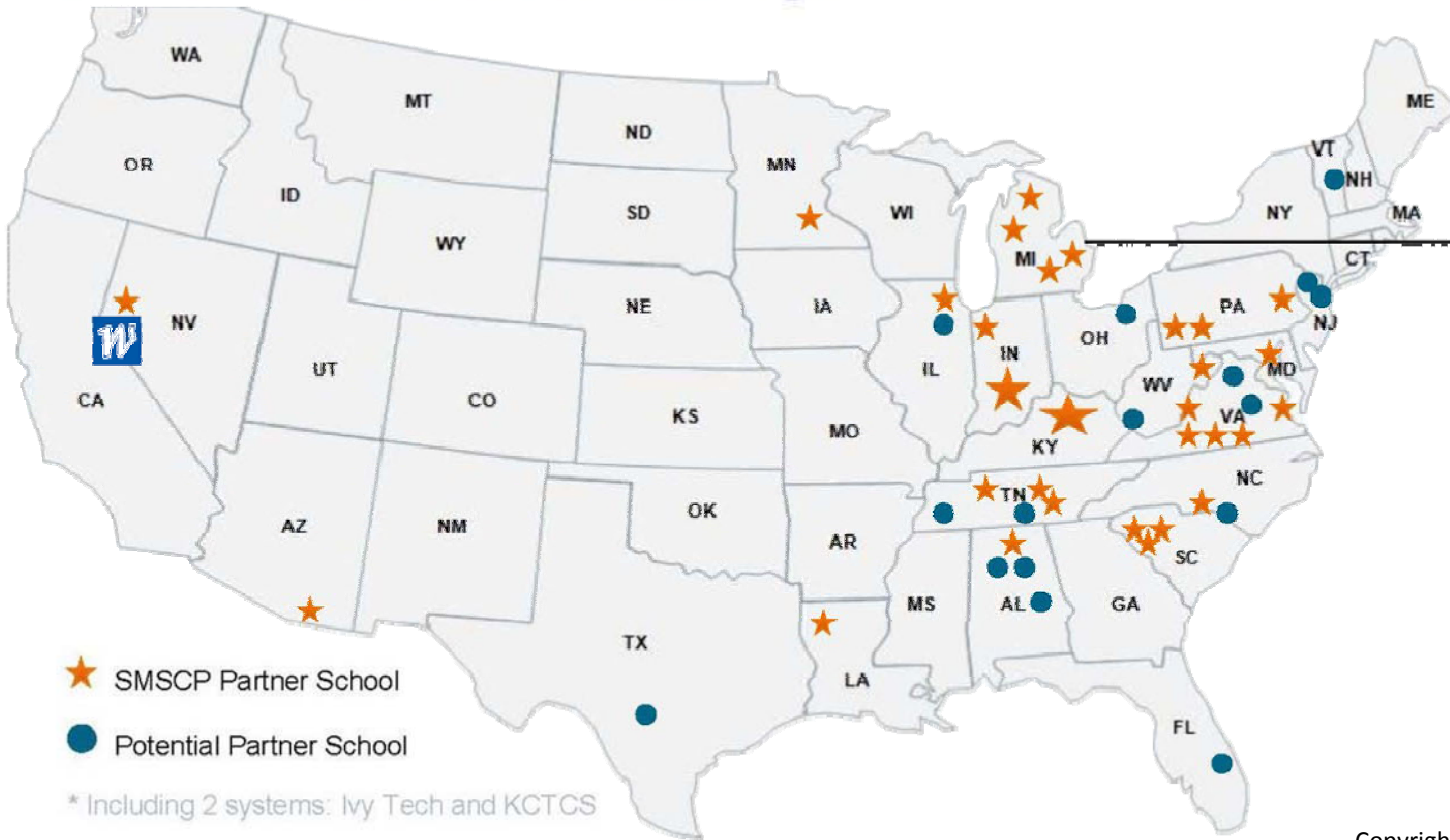 WA
MT
ND
MN
ME
VT
NH
OR
ID
SD
WI
NY
MA
WY
MI
CT
NV
NE
IA
PA
NJ
IN
OH
IL
UT
CO
WV
MD
CA
KS
MO
VA
KY
NC
TN
AZ
NM
OK
AR
SC
MS
AL
GA
TX
LA
FL
W
SMSCP Partner School
Potential Partner School
* Including 2 systems: Ivy Tech and KCTCS
Copyrigh